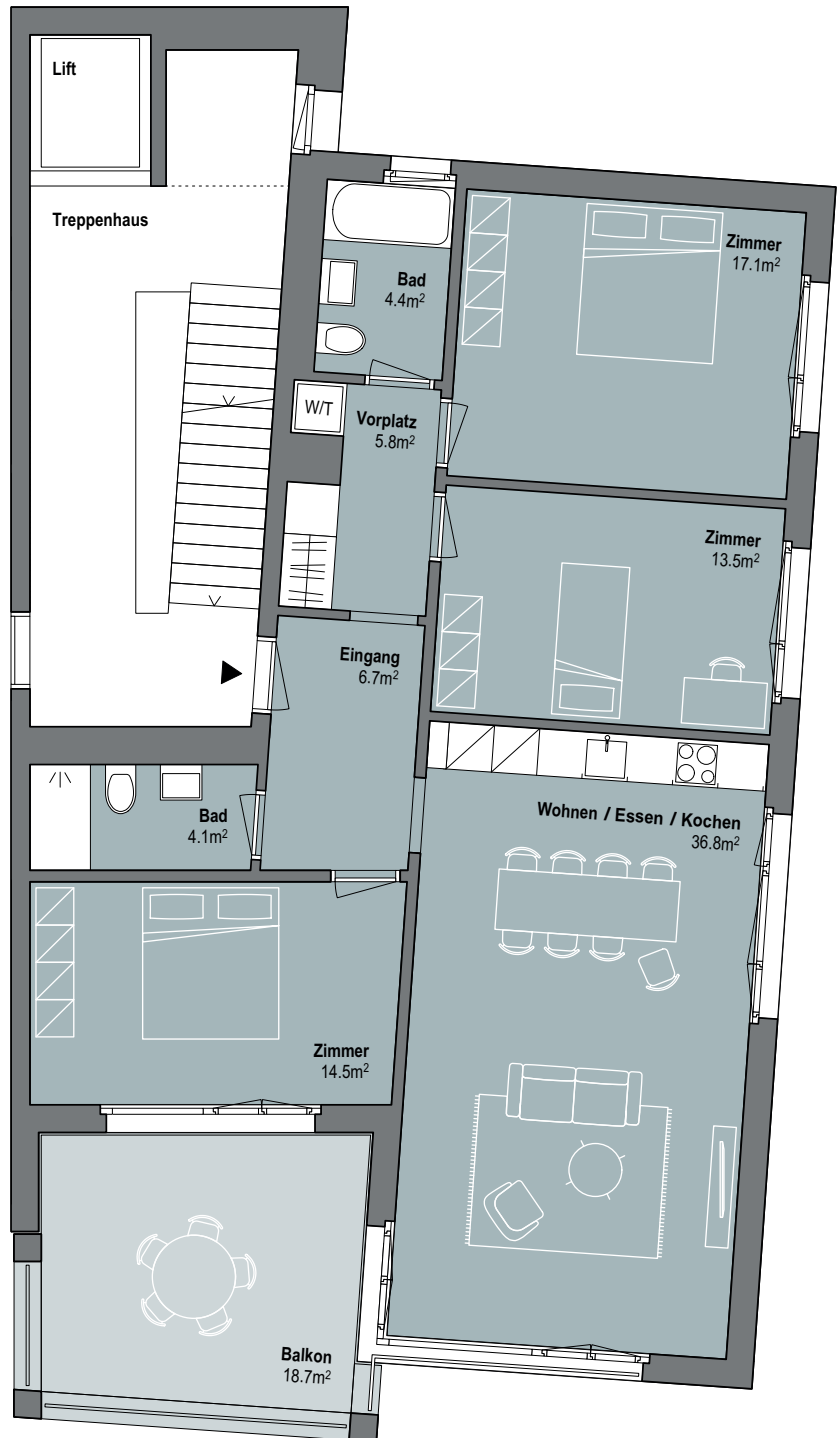 Lift
Treppenhaus
Zimmer
17.1m²
Bad
4.4m²
W/T
Vorplatz
5.8m²
Zimmer
13.5m²
Eingang
6.7m²
Bad
4.1m²
Wohnen / Essen / Kochen
36.8m²
Zimmer
14.5m²
Balkon
18.7m²